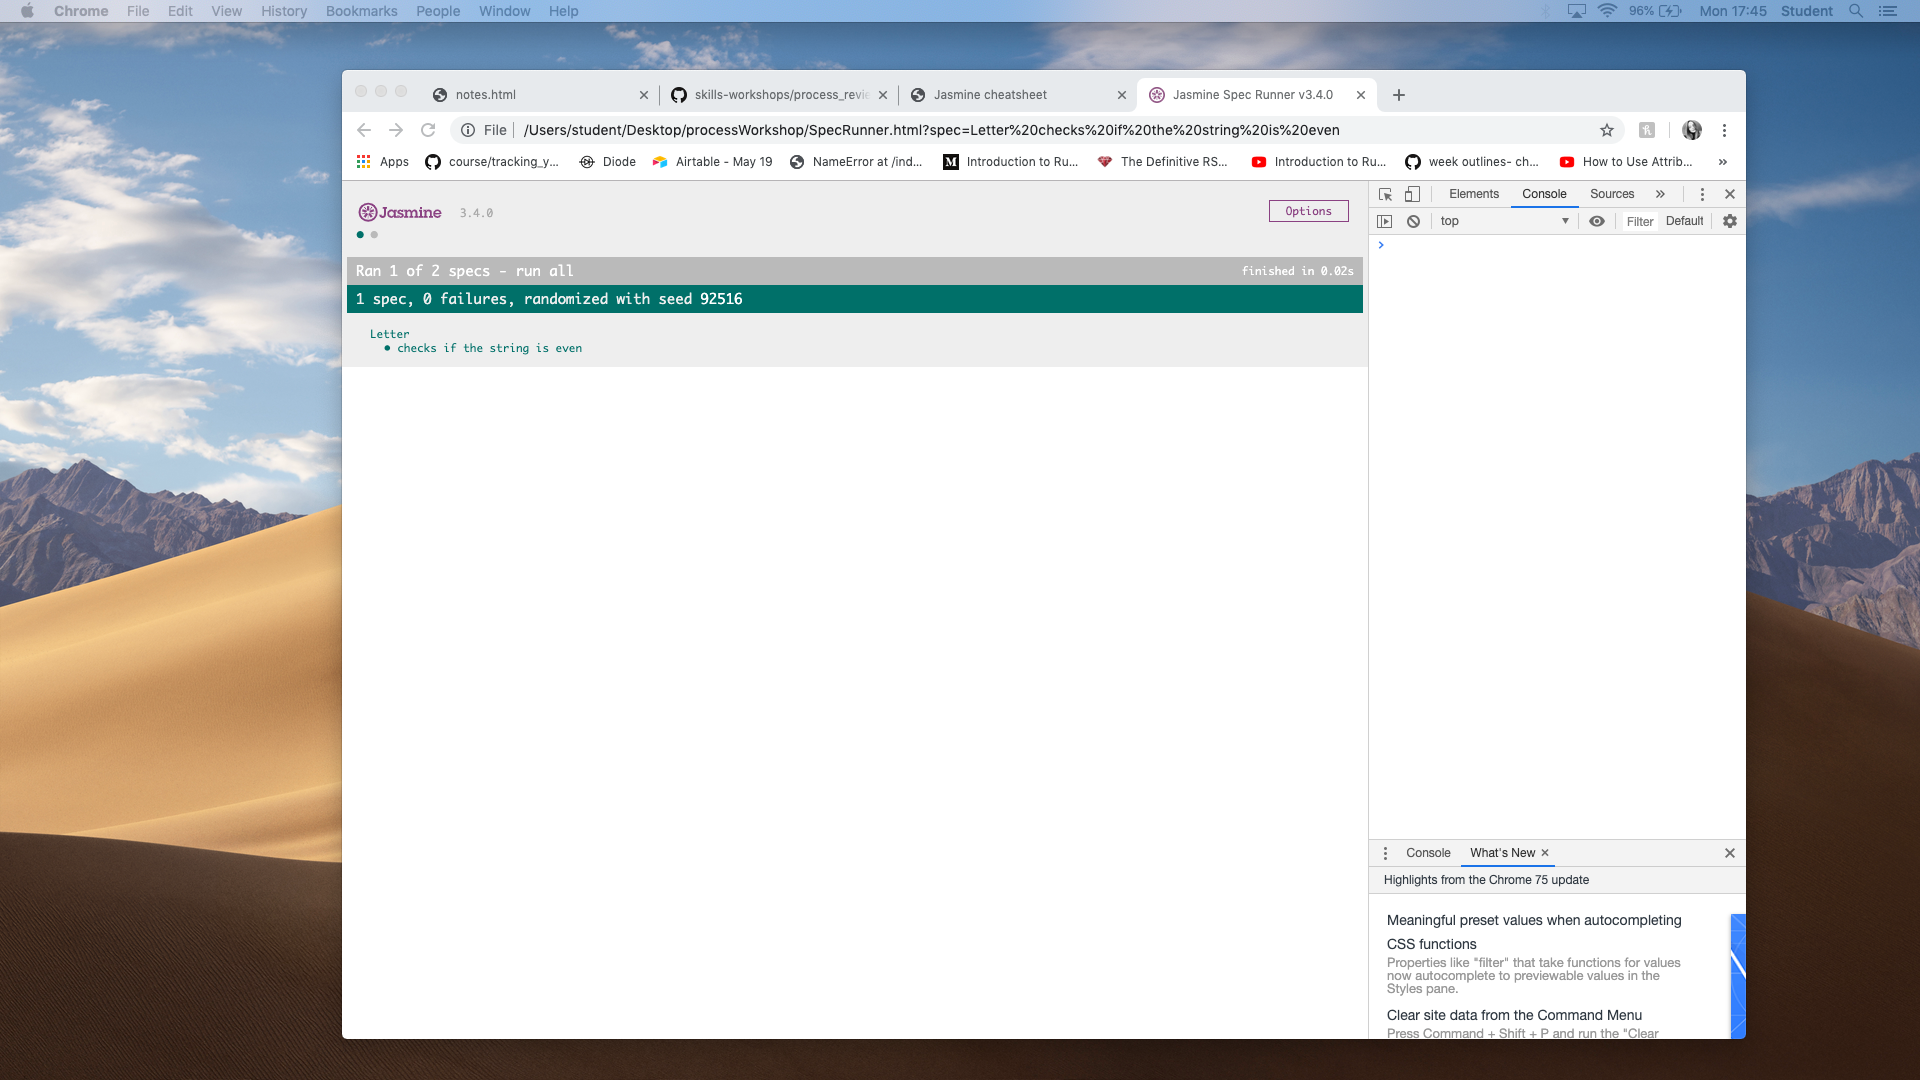 Chrome File Edit View History Bookmarks People Window Help
96% Mon 17:45 Student
notes.html
skills-workshops/process_revie
Jasmine cheatsheet
Jasmine Spec Runner v3.4.0
File /Users/student/Desktop/processWorkshop/SpecRunner.html?spec=Letter%20checks%20if%20the%20string%20is%20even
Apps
course/tracking_y...
Diode
Airtable - May 19
NameError at /ind...
Introduction to Ru...
The Definitive RS...
Introduction to Ru...
week outlines- ch...
How to Use Attrib...
»
Jasmine 3.4.0
Options
Ran 1 of 2 specs - run all
finished in 0.02s
1 spec, 0 failures, randomized with seed 92516
Letter
• checks if the string is even
Elements Console Sources »
top Filter Default
Console What's New
Highlights from the Chrome 75 update
Meaningful preset values when autocompleting
CSS functions
Properties like "filter" that take functions for values
now autocomplete to previewable values in the
Styles pane.
Clear site data from the Command Menu
Press Command + Shift + P and run the "Clear